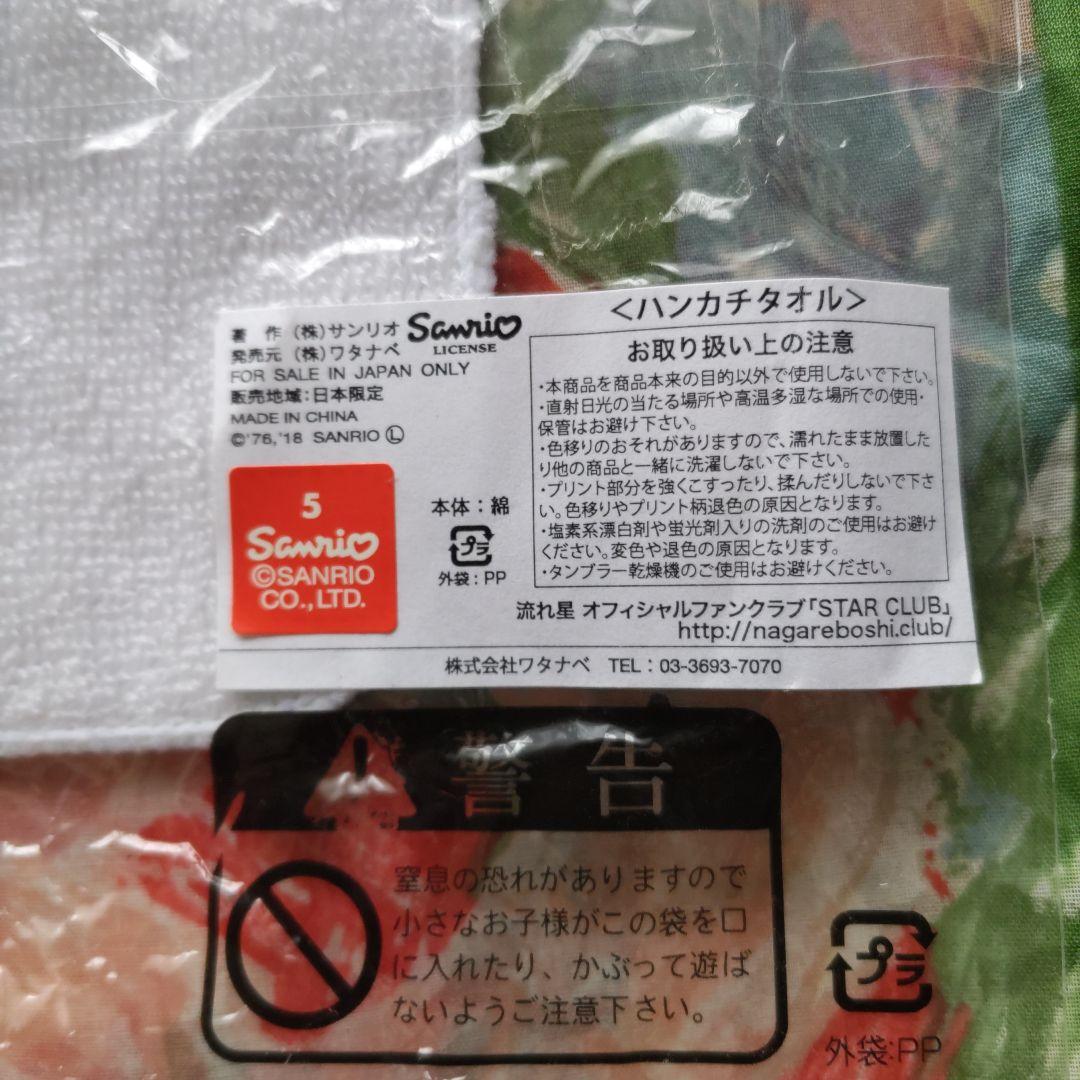 <ハンカチタオル>
著 作 (株)サンリオ Sanrio
LICENSE
発売元 (株)ワタナベ
FOR SALE IN JAPAN ONLY
販売地域:日本限定
MADE IN CHINA
©'76,'18 SANRIO Ⓛ
5
Sanrio
©SANRIO
CO.,LTD.
本体:綿
プラ
外袋:PP
お取り扱い上の注意
・本商品を商品本来の目的以外で使用しないで下さい。
・直射日光の当たる場所や高温多湿な場所での使用・
保管はお避け下さい。
・色移りのおそれがありますので、濡れたまま放置した
り他の商品と一緒に洗濯しないで下さい。
・プリント部分を強くこすったり、揉んだりしないで下さ
い。色移りやプリント柄退色の原因となります。
・塩素系漂白剤や蛍光剤入りの洗剤のご使用はお避け
ください。変色や退色の原因となります。
・タンブラー乾燥機のご使用はお避けください。
流れ星 オフィシャルファンクラブ「STAR CLUB」
http://nagareboshi.club/
株式会社ワタナベ TEL:03-3693-7070
警告
窒息の恐れがありますので
小さなお子様がこの袋を口
に入れたり、かぶって遊ば
ないようご注意下さい。
プラ
外袋:PP